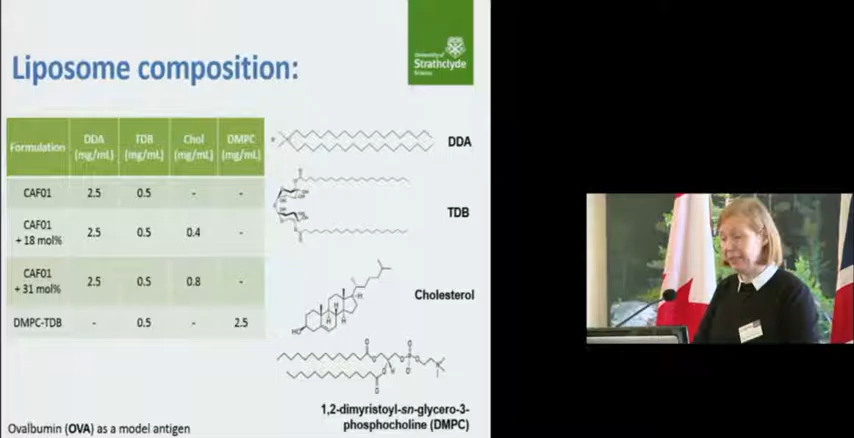 University of
Strathclyde
Science
Liposome composition:
Formulation DDA (mg/mL) TDB (mg/mL) Chol (mg/mL) DMPC (mg/mL)
CAF01 2.5 0.5 - -
CAF01 + 18 mol% 2.5 0.5 0.4 -
CAF01 + 31 mol% 2.5 0.5 0.8 -
DMPC-TDB - 0.5 - 2.5
DDA
TDB
Cholesterol
1,2-dimyristoyl-sn-glycero-3-
phosphocholine (DMPC)
Ovalbumin (OVA) as a model antigen